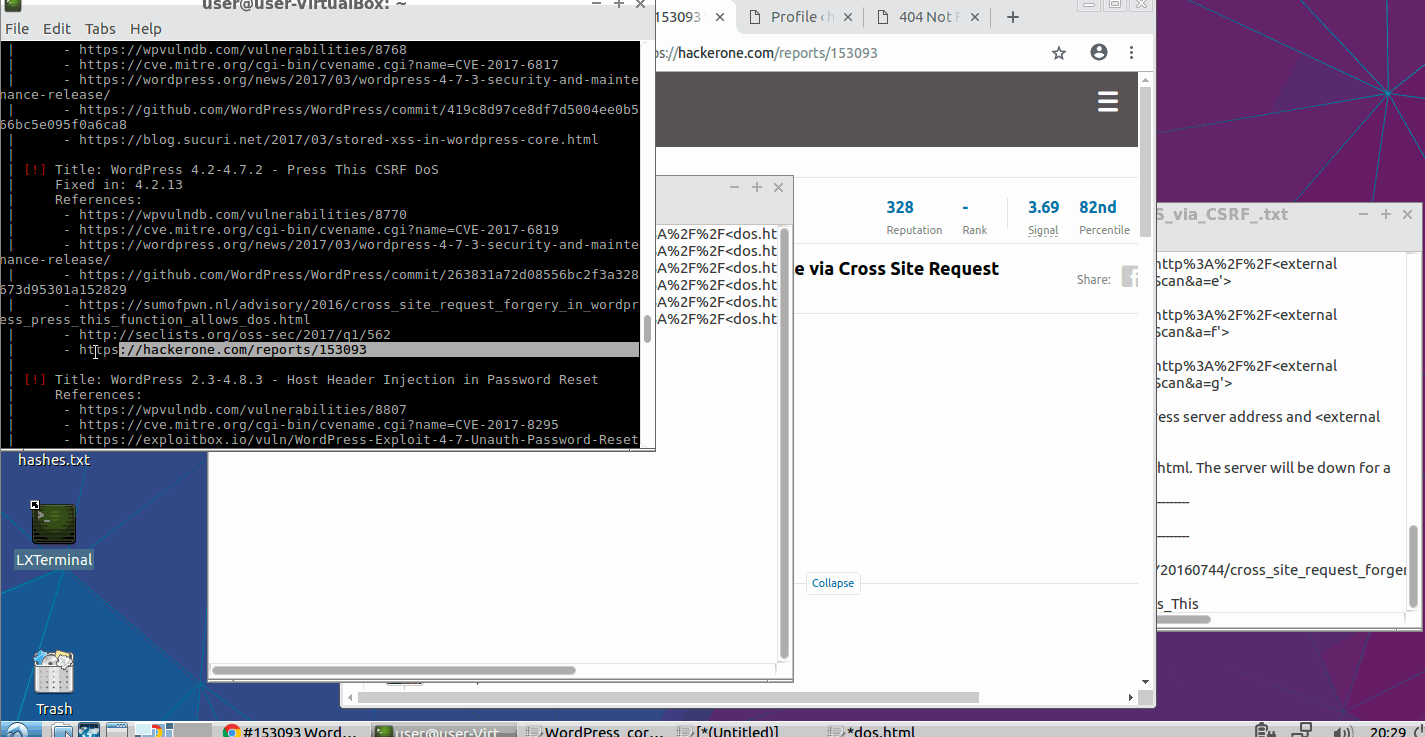 user@user-VirtualBox: ~
File Edit Tabs Help
| - https://wpvulndb.com/vulnerabilities/8768
| - https://cve.mitre.org/cgi-bin/cvename.cgi?name=CVE-2017-6817
| - https://wordpress.org/news/2017/03/wordpress-4-7-3-security-and-mainte
nance-release/
| - https://github.com/WordPress/WordPress/commit/419c8d97ce8df7d5004ee0b5
66bc5e095f0a6ca8
| - https://blog.sucuri.net/2017/03/stored-xss-in-wordpress-core.html
|
| [!] Title: WordPress 4.2-4.7.2 - Press This CSRF DoS
| Fixed in: 4.2.13
| References:
| - https://wpvulndb.com/vulnerabilities/8770
| - https://cve.mitre.org/cgi-bin/cvename.cgi?name=CVE-2017-6819
| - https://wordpress.org/news/2017/03/wordpress-4-7-3-security-and-mainte
nance-release/
| - https://github.com/WordPress/WordPress/commit/263831a72d08556bc2f3a328
673d95301a152829
| - https://sumofpwn.nl/advisory/2016/cross_site_request_forgery_in_wordpr
ess_press_this_function_allows_dos.html
| - http://seclists.org/oss-sec/2017/q1/562
| - https://hackerone.com/reports/153093
|
| [!] Title: WordPress 2.3-4.8.3 - Host Header Injection in Password Reset
| References:
| - https://wpvulndb.com/vulnerabilities/8807
| - https://cve.mitre.org/cgi-bin/cvename.cgi?name=CVE-2017-8295
| - https://exploitbox.io/vuln/WordPress-Exploit-4-7-Unauth-Password-Reset
153093
Profile ‹ h
404 Not F
ps://hackerone.com/reports/153093
328 - 3.69 82nd
Reputation Rank Signal Percentile
e via Cross Site Request
Share:
Collapse
A%2F%2F<dos.ht
A%2F%2F<dos.ht
A%2F%2F<dos.ht
A%2F%2F<dos.ht
A%2F%2F<dos.ht
A%2F%2F<dos.ht
S_via_CSRF_.txt
http%3A%2F%2F<external
Scan&a=e'>
http%3A%2F%2F<external
Scan&a=f'>
http%3A%2F%2F<external
Scan&a=g'>
ress server address and <external
html. The server will be down for a
--------
--------
/20160744/cross_site_request_forger
s_This
hashes.txt
LXTerminal
Trash
#153093 Word...
user@user-Virt
WordPress_cor...
[*(Untitled)]
*dos.html
20:29